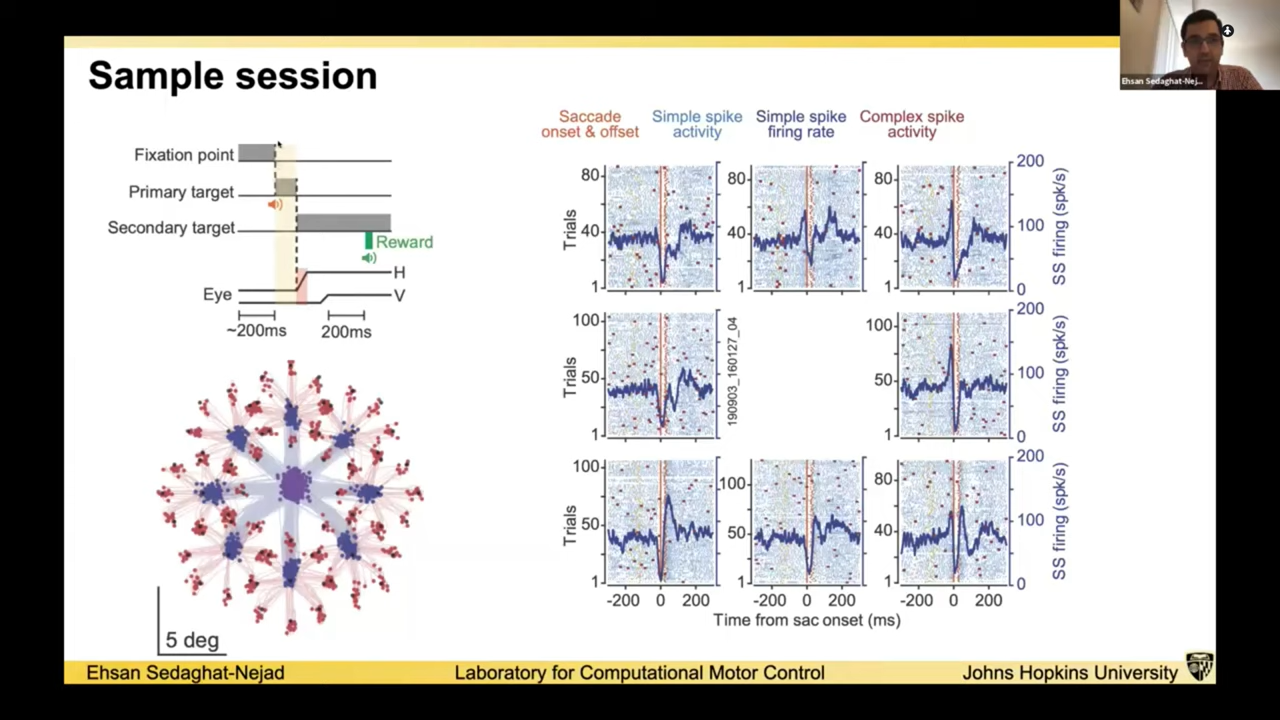 Sample session
Ehsan Sedaghat-Nej...
Fixation point
Primary target
Secondary target
Reward
Eye
H
V
~200ms
200ms
5 deg
Saccade
onset & offset
Simple spike
activity
Simple spike
firing rate
Complex spike
activity
Trials
80
40
1
80
40
1
80
40
1
200
100
0
SS firing (spk/s)
Trials
100
50
1
190903_160127_04
100
50
1
200
100
0
SS firing (spk/s)
Trials
100
50
1
100
50
1
80
40
1
200
100
0
SS firing (spk/s)
-200 0 200
-200 0 200
-200 0 200
Time from sac onset (ms)
Ehsan Sedaghat-Nejad
Laboratory for Computational Motor Control
Johns Hopkins University